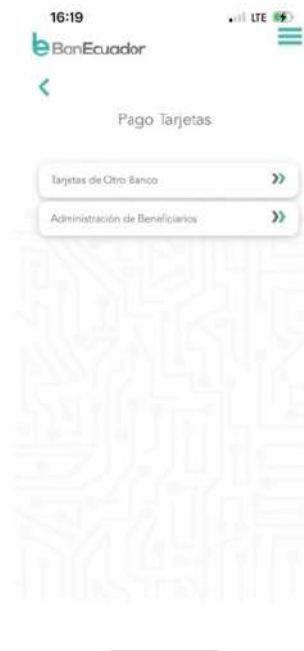 16:19
LTE
BanEcuador
Pago Tarjetas
Tarjetas de Otro Banco
Administración de Beneficiarios